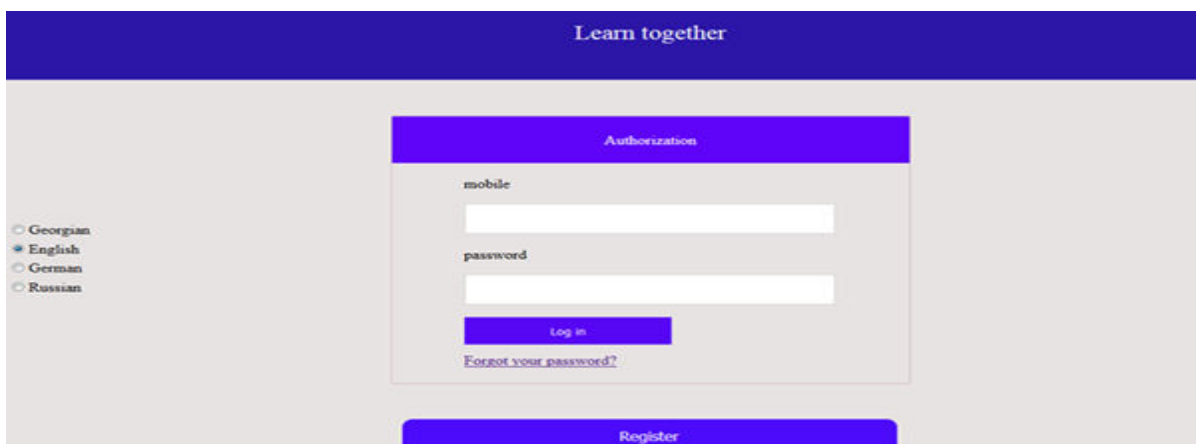 Learn together
Authorization
mobile
Georgian
English
German
Russian
password
Log in
Forgot your password?
Register